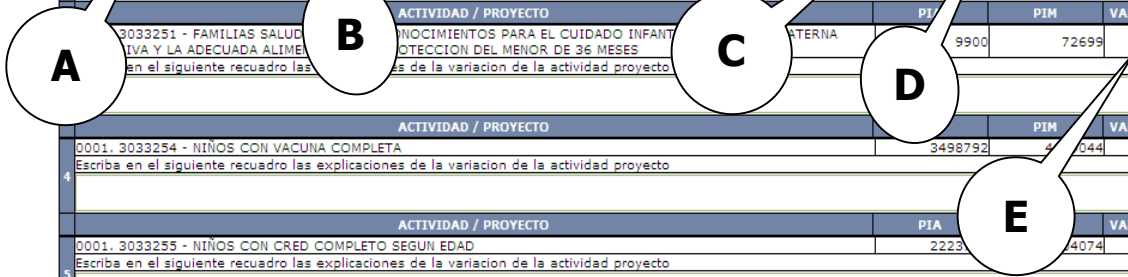 ACTIVIDAD / PROYECTO PIM VA
3033251 - FAMILIAS SALUD NOCIMIENTOS PARA EL CUIDADO INFANT ATERNA 9900 72699
IVA Y LA ADECUADA ALIME OTECCION DEL MENOR DE 36 MESES
en el siguiente recuadro las es de la variacion de la actividad proyecto
A
B
C
D
ACTIVIDAD / PROYECTO PIM VA
0001. 3033254 - NIÑOS CON VACUNA COMPLETA 3498792 044
Escriba en el siguiente recuadro las explicaciones de la variacion de la actividad proyecto
4
E
ACTIVIDAD / PROYECTO PIA VA
0001. 3033255 - NIÑOS CON CRED COMPLETO SEGUN EDAD 2223 4074
Escriba en el siguiente recuadro las explicaciones de la variacion de la actividad proyecto
5